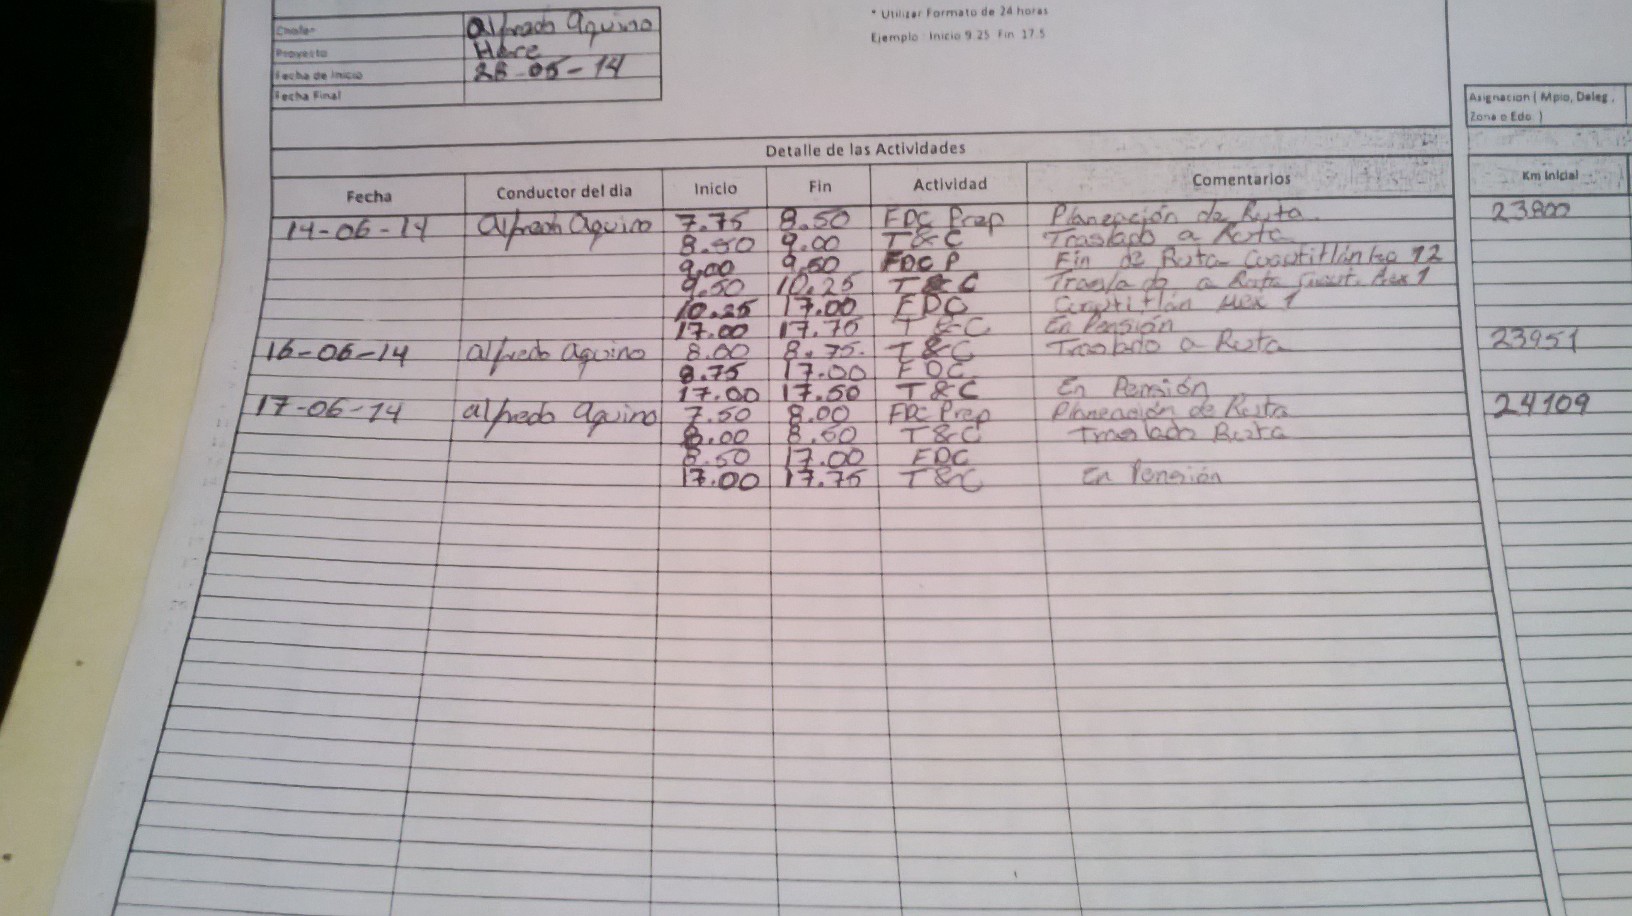 Chofer Alfredo Aquino
Proyecto Here
Fecha de Inicio 28-05-14
Fecha Final
* Utilizar Formato de 24 horas
Ejemplo: Inicio 9.25 Fin 17.5
Asignacion ( Mpio, Deleg,
Zona o Edo. )
Detalle de las Actividades
Fecha Conductor del dia Inicio Fin Actividad Comentarios Km Inicial
14-06-14 Alfredo Aquino 7.75 8.50 FDC Prep Planeación de Ruta 23800
8.50 9.00 T&C Traslado a Ruta
9.00 9.50 FDC P Fin de Ruta Cuautitlán 12
9.50 10.25 T&C Traslado a Ruta Cuaut. Mex 1
10.25 17.00 FDC Cuautitlán Mex 1
17.00 17.75 T&C En Pensión
16-06-14 Alfredo Aquino 8.00 8.75. T&C Traslado a Ruta 23951
8.75 17.00 FDC
17.00 17.50 T&C En Pensión
17-06-14 alfredo Aquino 7.50 8.00 FDC Prep Planeación de Ruta 24109
8.00 8.50 T&C Traslado Ruta
8.50 17.00 FDC
17.00 17.75 T&C En Pensión